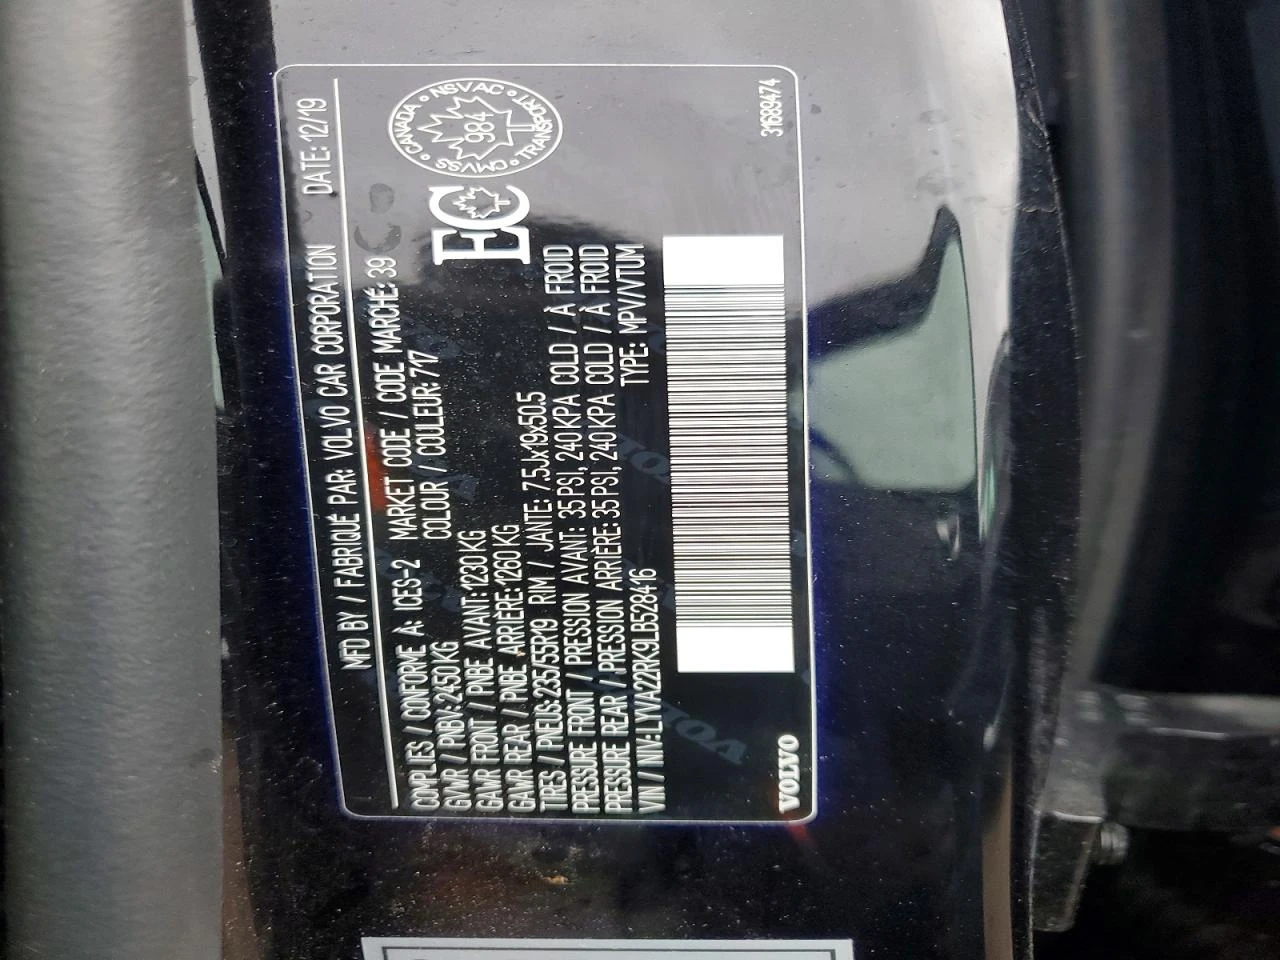 MFD BY / FABRIQUÉ PAR: VOLVO CAR CORPORATION DATE: 12/19
COMPLIES / CONFORME A: ICES-2 MARKET CODE / CODE MARCHÉ: 39
GVWR / PNBV: 2450 KG COLOUR / COULEUR: 717
GAWR FRONT / PNBE AVANT: 1230 KG
GAWR REAR / PNBE ARRIÈRE: 1260 KG
TIRES / PNEUS: 235/55R19 RIM / JANTE: 7.5Jx19x50.5
PRESSURE FRONT / PRESSION AVANT: 35 PSI, 240 KPA COLD / À FROID
PRESSURE REAR / PRESSION ARRIÈRE: 35 PSI, 240 KPA COLD / À FROID
VIN / NIV: LYVA22RK9LB528416 TYPE: MPV/VTUM
EC
CANADA • NSVAC • TRANSPORT • CMVSS
984
VOLVO
31689474